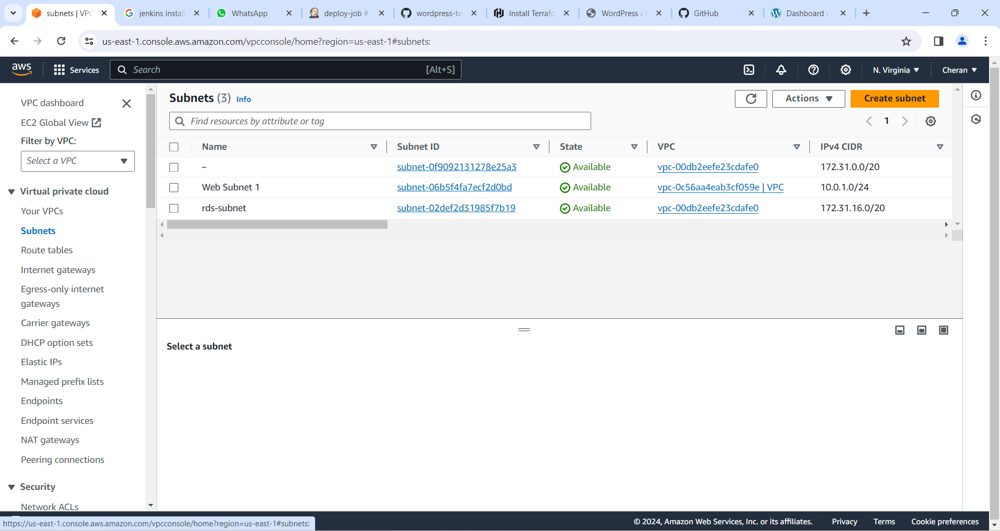 subnets | VPC
jenkins install
WhatsApp
deploy-job #
wordpress-te
Install Terrafo
WordPress ›
GitHub
Dashboard ‹
us-east-1.console.aws.amazon.com/vpcconsole/home?region=us-east-1#subnets:
aws
Services
Search
[Alt+S]
N. Virginia
Cheran
VPC dashboard
EC2 Global View
Filter by VPC:
Select a VPC
Virtual private cloud
Your VPCs
Subnets
Route tables
Internet gateways
Egress-only internet
gateways
Carrier gateways
DHCP option sets
Elastic IPs
Managed prefix lists
Endpoints
Endpoint services
NAT gateways
Peering connections
Security
Network ACLs
Subnets (3) Info
Actions
Create subnet
Find resources by attribute or tag
1
Name Subnet ID State VPC IPv4 CIDR
– subnet-0f9092131278e25a3 Available vpc-00db2eefe23cdafe0 172.31.0.0/20
Web Subnet 1 subnet-06b5f4fa7ecf2d0bd Available vpc-0c56aa4eab3cf059e | VPC 10.0.1.0/24
rds-subnet subnet-02def2d31985f7b19 Available vpc-00db2eefe23cdafe0 172.31.16.0/20
Select a subnet
https://us-east-1.console.aws.amazon.com/vpcconsole/home?region=us-east-1#subnets:
© 2024, Amazon Web Services, Inc. or its affiliates.
Privacy
Terms
Cookie preferences